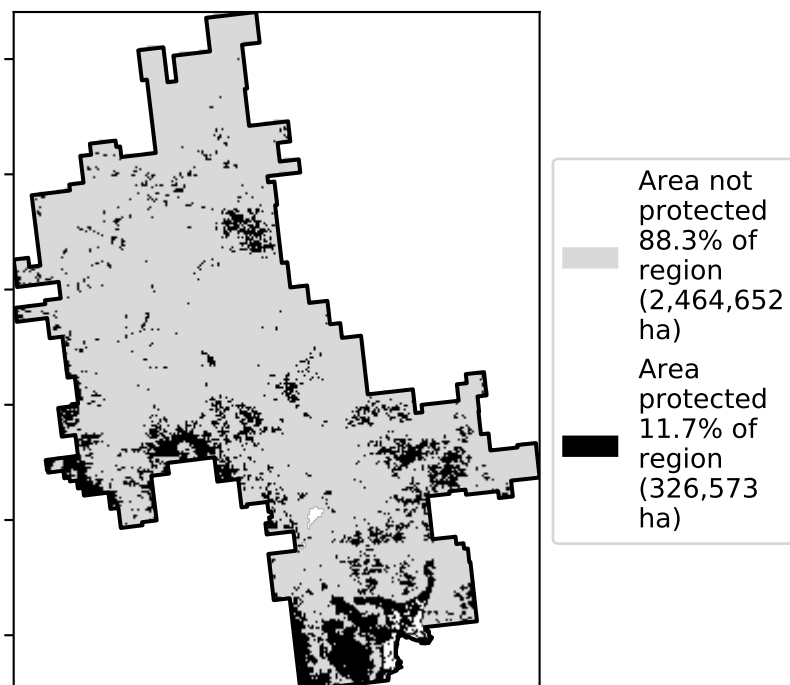 Area not
protected
88.3% of
region
(2,464,652
ha)
Area
protected
11.7% of
region
(326,573
ha)